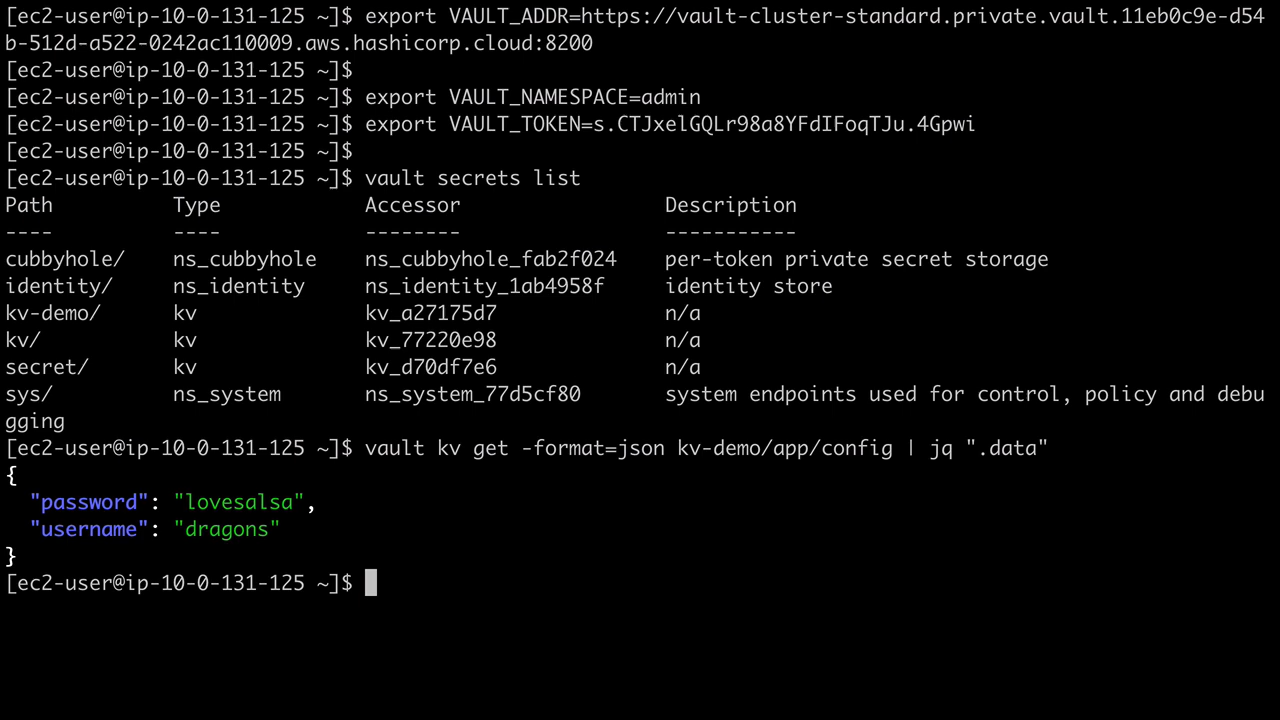 [ec2-user@ip-10-0-131-125 ~]$ export VAULT_ADDR=https://vault-cluster-standard.private.vault.11eb0c9e-d54
b-512d-a522-0242ac110009.aws.hashicorp.cloud:8200
[ec2-user@ip-10-0-131-125 ~]$
[ec2-user@ip-10-0-131-125 ~]$ export VAULT_NAMESPACE=admin
[ec2-user@ip-10-0-131-125 ~]$ export VAULT_TOKEN=s.CTJxelGQLr98a8YFdIFoqTJu.4Gpwi
[ec2-user@ip-10-0-131-125 ~]$
[ec2-user@ip-10-0-131-125 ~]$ vault secrets list
Path          Type            Accessor                 Description
----          ----            --------                 -----------
cubbyhole/    ns_cubbyhole    ns_cubbyhole_fab2f024    per-token private secret storage
identity/     ns_identity     ns_identity_1ab4958f     identity store
kv-demo/      kv              kv_a27175d7              n/a
kv/           kv              kv_77220e98              n/a
secret/       kv              kv_d70df7e6              n/a
sys/          ns_system       ns_system_77d5cf80       system endpoints used for control, policy and debu
gging
[ec2-user@ip-10-0-131-125 ~]$ vault kv get -format=json kv-demo/app/config | jq ".data"
{
  "password": "lovesalsa",
  "username": "dragons"
}
[ec2-user@ip-10-0-131-125 ~]$